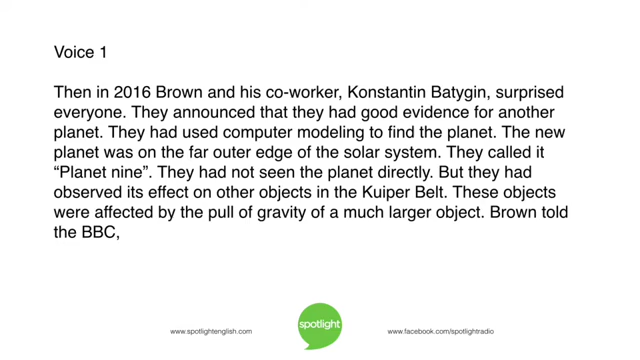 Voice 1
Then in 2016 Brown and his co-worker, Konstantin Batygin, surprised
everyone. They announced that they had good evidence for another
planet. They had used computer modeling to find the planet. The new
planet was on the far outer edge of the solar system. They called it
“Planet nine”. They had not seen the planet directly. But they had
observed its effect on other objects in the Kuiper Belt. These objects
were affected by the pull of gravity of a much larger object. Brown told
the BBC,
www.spotlightenglish.com
spotlight
www.facebook.com/spotlightradio